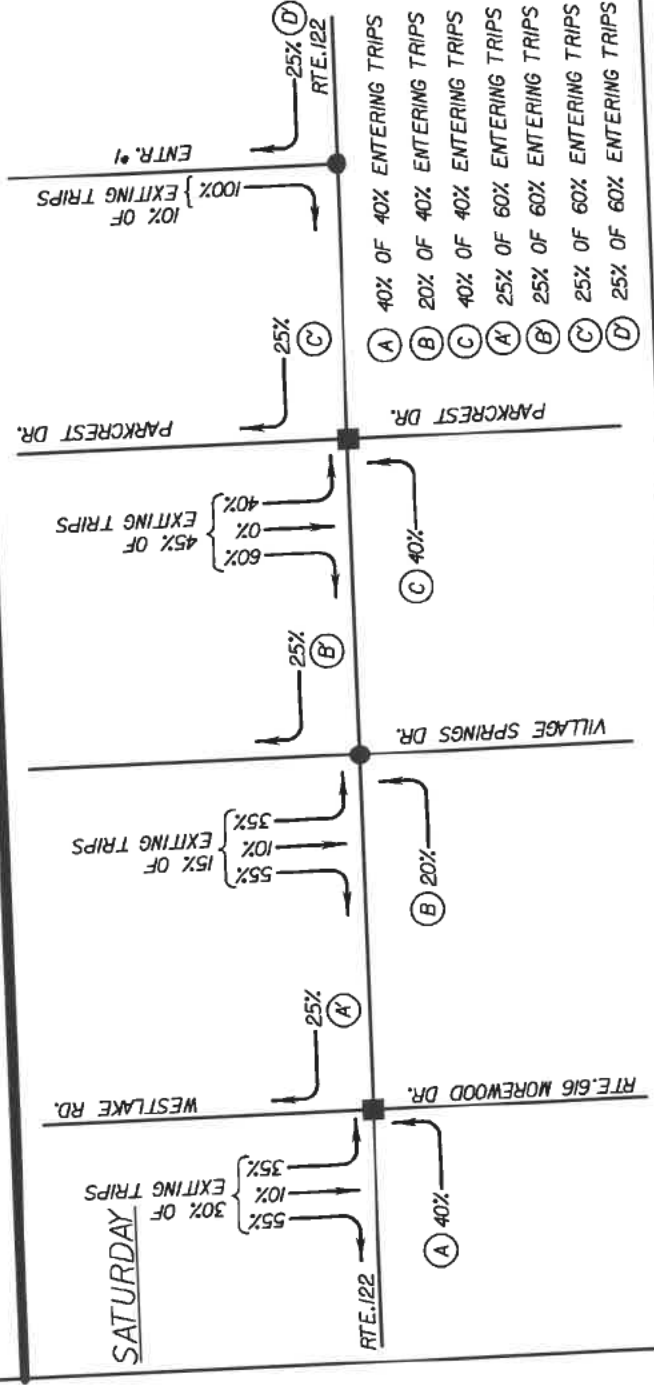 SATURDAY
RTE.122
55%
10%
35%
30% OF
EXITING TRIPS
WESTLAKE RD.
RTE.616 MOREWOOD DR.
A 40%
25%
A'
55%
10%
35%
15% OF
EXITING TRIPS
VILLAGE SPRINGS DR.
B 20%
25%
B'
60%
0%
40%
45% OF
EXITING TRIPS
PARKCREST DR.
PARKCREST DR.
C 40%
25%
C'
100%
10% OF
EXITING TRIPS
ENTR. #1
25% D'
RTE.122
A 40% OF 40% ENTERING TRIPS
B 20% OF 40% ENTERING TRIPS
C 40% OF 40% ENTERING TRIPS
A' 25% OF 60% ENTERING TRIPS
B' 25% OF 60% ENTERING TRIPS
C' 25% OF 60% ENTERING TRIPS
D' 25% OF 60% ENTERING TRIPS